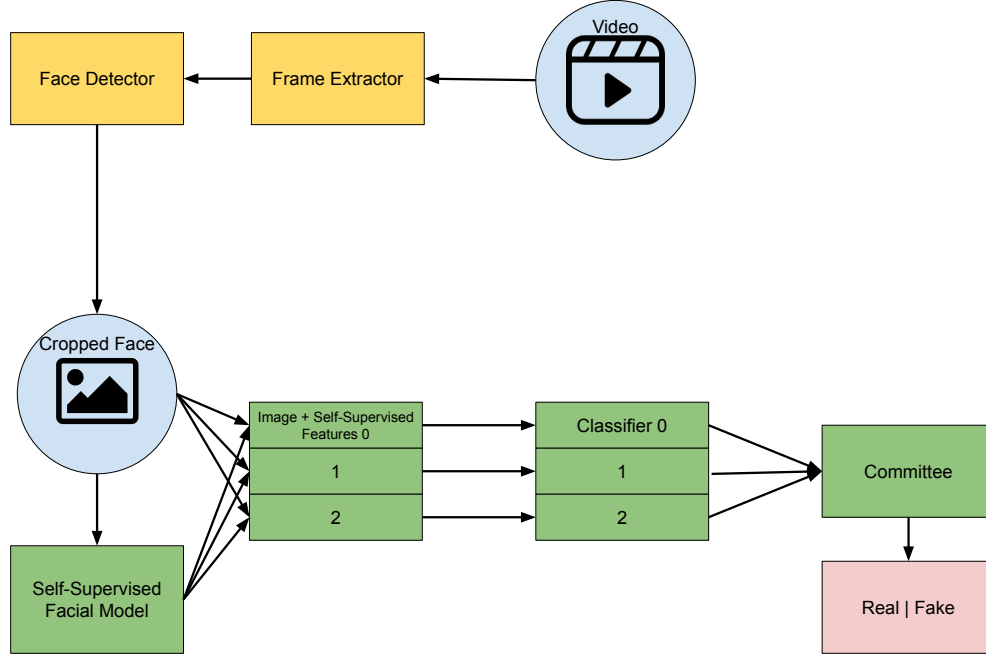 Video
Face Detector
Frame Extractor
Cropped Face
Image + Self-Supervised
Features 0
1
2
Classifier 0
1
2
Committee
Self-Supervised
Facial Model
Real | Fake